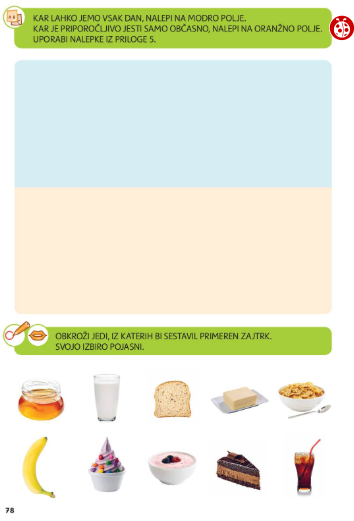 KAR LAHKO JEMO VSAK DAN, NALEPI NA MODRO POLJE.
KAR JE PRIPOROČLJIVO JESTI SAMO OBČASNO, NALEPI NA ORANŽNO POLJE.
UPORABI NALEPKE IZ PRILOGE 5.
OBKROŽI JEDI, IZ KATERIH BI SESTAVIL PRIMEREN ZAJTRK.
SVOJO IZBIRO POJASNI.
78